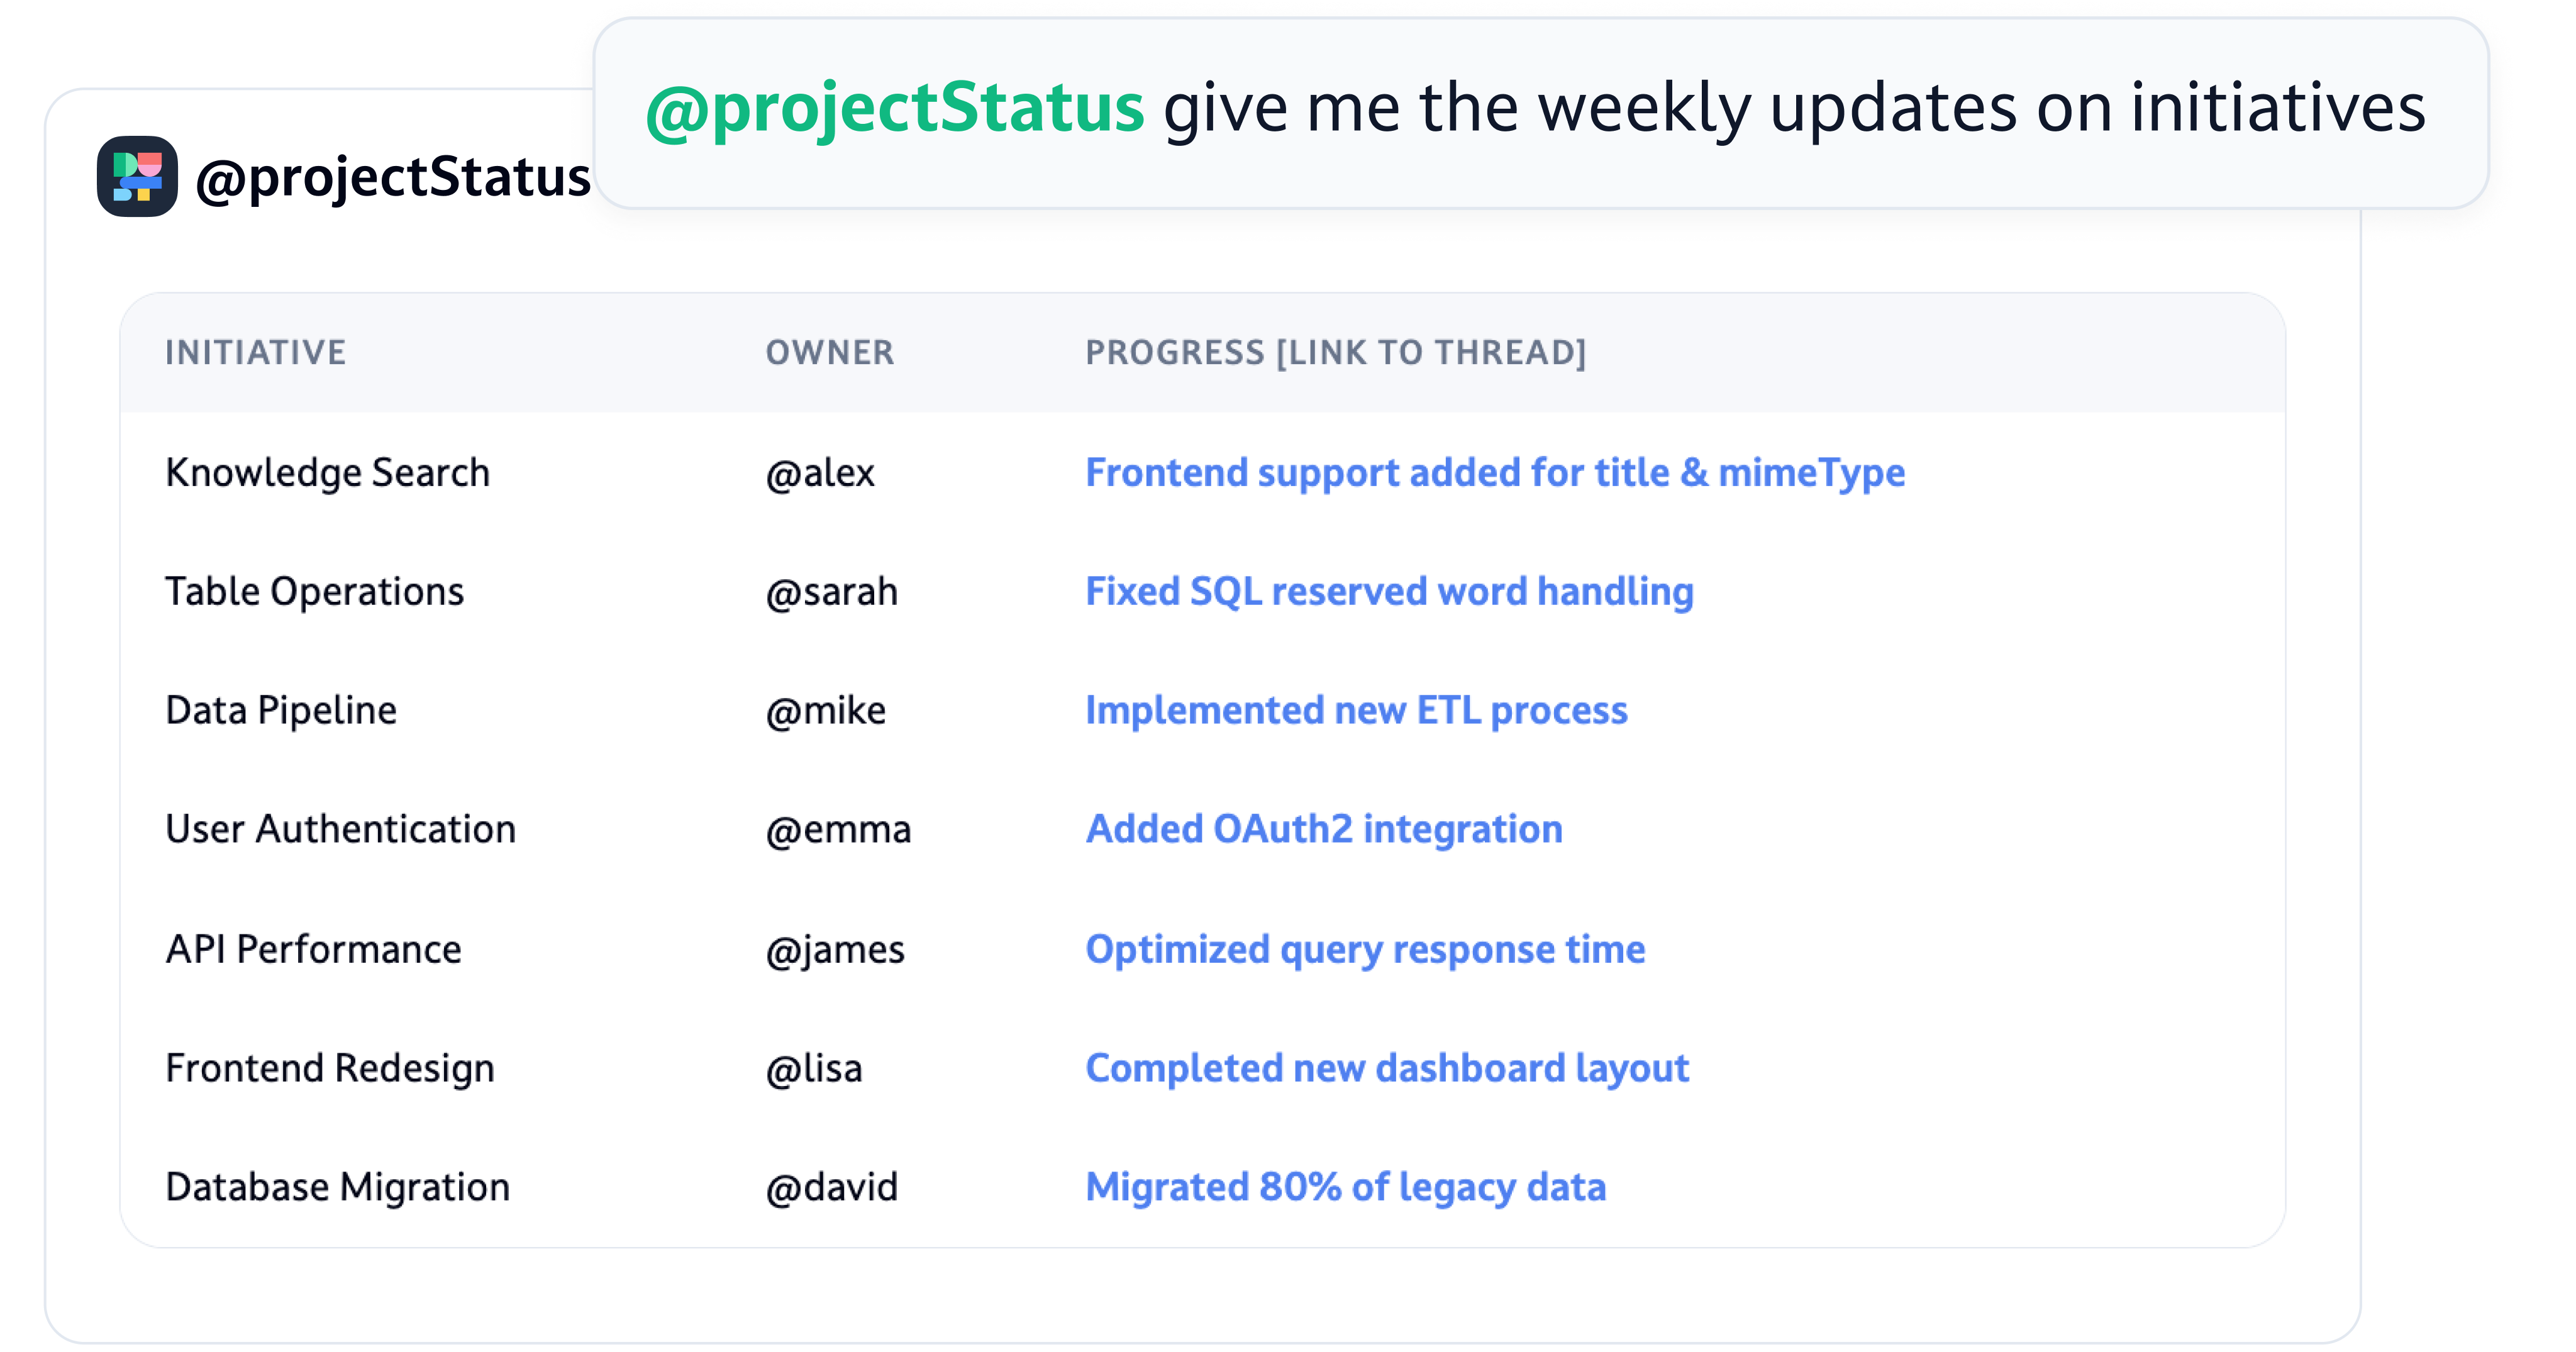 @projectStatus give me the weekly updates on initiatives
@projectStatus
INITIATIVE OWNER PROGRESS [LINK TO THREAD]
Knowledge Search @alex Frontend support added for title & mimeType
Table Operations @sarah Fixed SQL reserved word handling
Data Pipeline @mike Implemented new ETL process
User Authentication @emma Added OAuth2 integration
API Performance @james Optimized query response time
Frontend Redesign @lisa Completed new dashboard layout
Database Migration @david Migrated 80% of legacy data